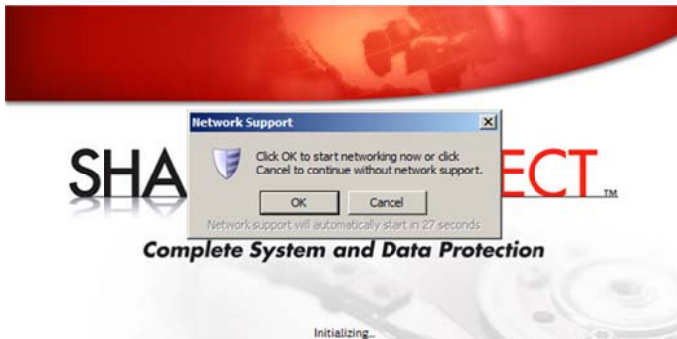 Network Support
Click OK to start networking now or click
Cancel to continue without network support.
OK Cancel
Network support will automatically start in 27 seconds
SHA ECT ™
Complete System and Data Protection
Initializing...